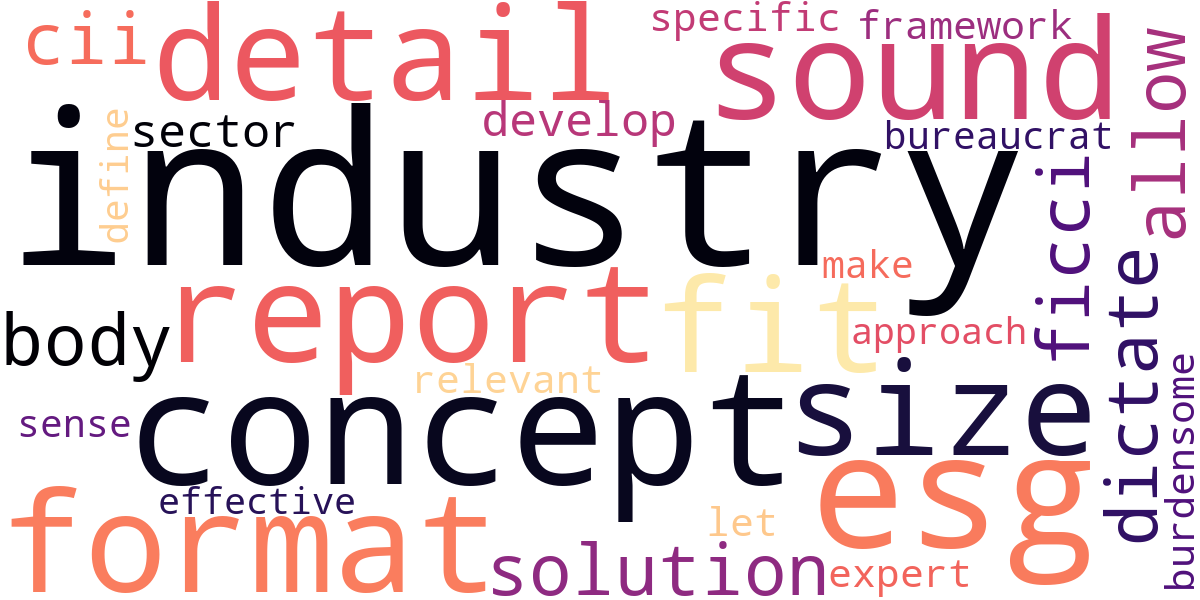 cii
detail
specific
framework
sound
allow
define
sector
develop
bureaucrat
industry
ficci
make
body
report
fit
approach
relevant
dictate
burdensome
sense
concept
size
effective
format
let
esg
solution
expert